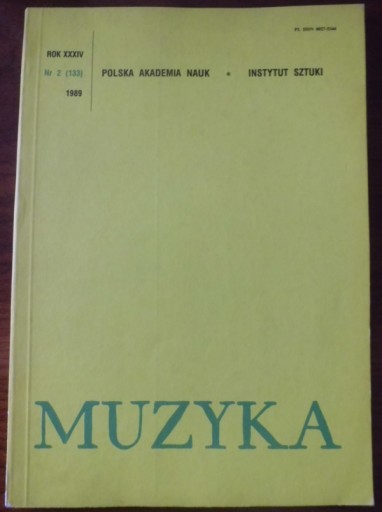 ROK XXXIV
Nr 2 (133)
1989
POLSKA AKADEMIA NAUK • INSTYTUT SZTUKI
MUZYKA